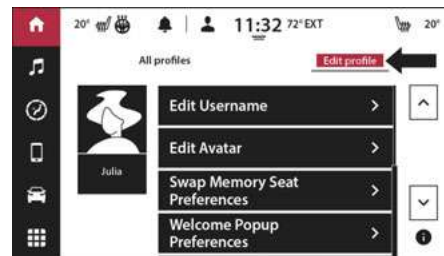 20° 11:32 72°EXT 20°
All profiles Edit profile
Edit Username
Edit Avatar
Julia
Swap Memory Seat
Preferences
Welcome Popup
Preferences